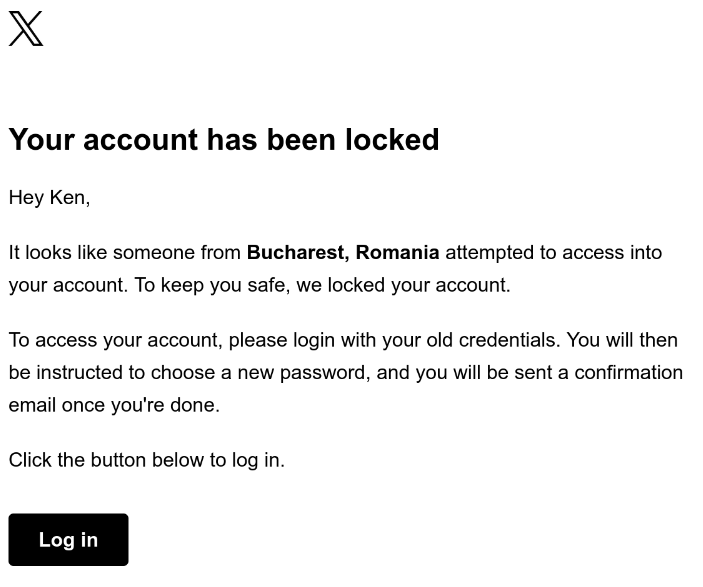 Your account has been locked
Hey Ken,
It looks like someone from Bucharest, Romania attempted to access into
your account. To keep you safe, we locked your account.
To access your account, please login with your old credentials. You will then
be instructed to choose a new password, and you will be sent a confirmation
email once you're done.
Click the button below to log in.
Log in